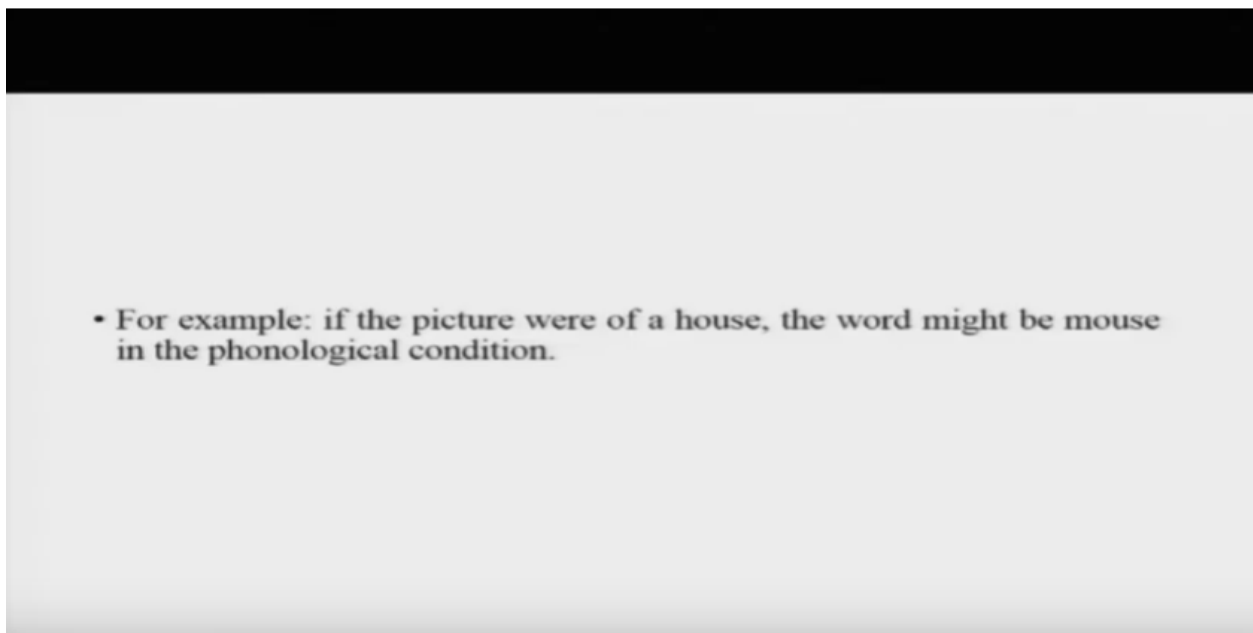 • For example: if the picture were of a house, the word might be mouse
in the phonological condition.